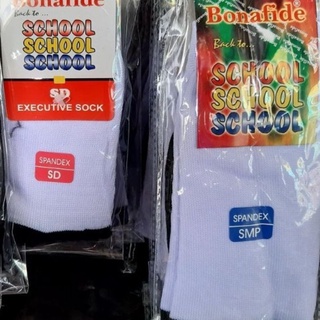 Bonafide
Back to...
SCHOOL
SCHOOL
SCHOOL
SD
EXECUTIVE SOCK
SPANDEX
SD
Bonafide®
Back to...
SCHOOL
SCHOOL
SCHOOL
SPANDEX
SMP